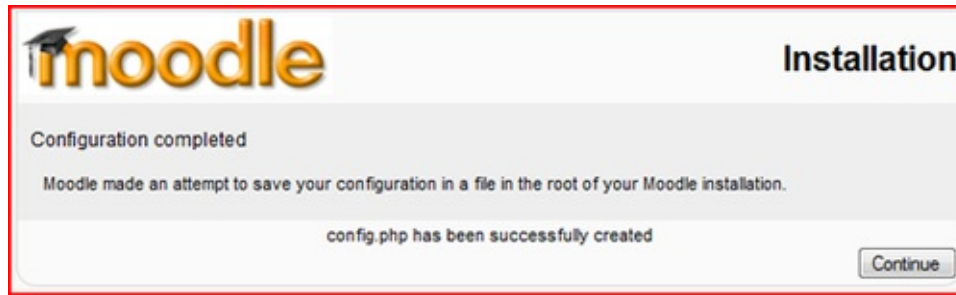 moodle
Installation
Configuration completed
Moodle made an attempt to save your configuration in a file in the root of your Moodle installation.
config.php has been successfully created
Continue